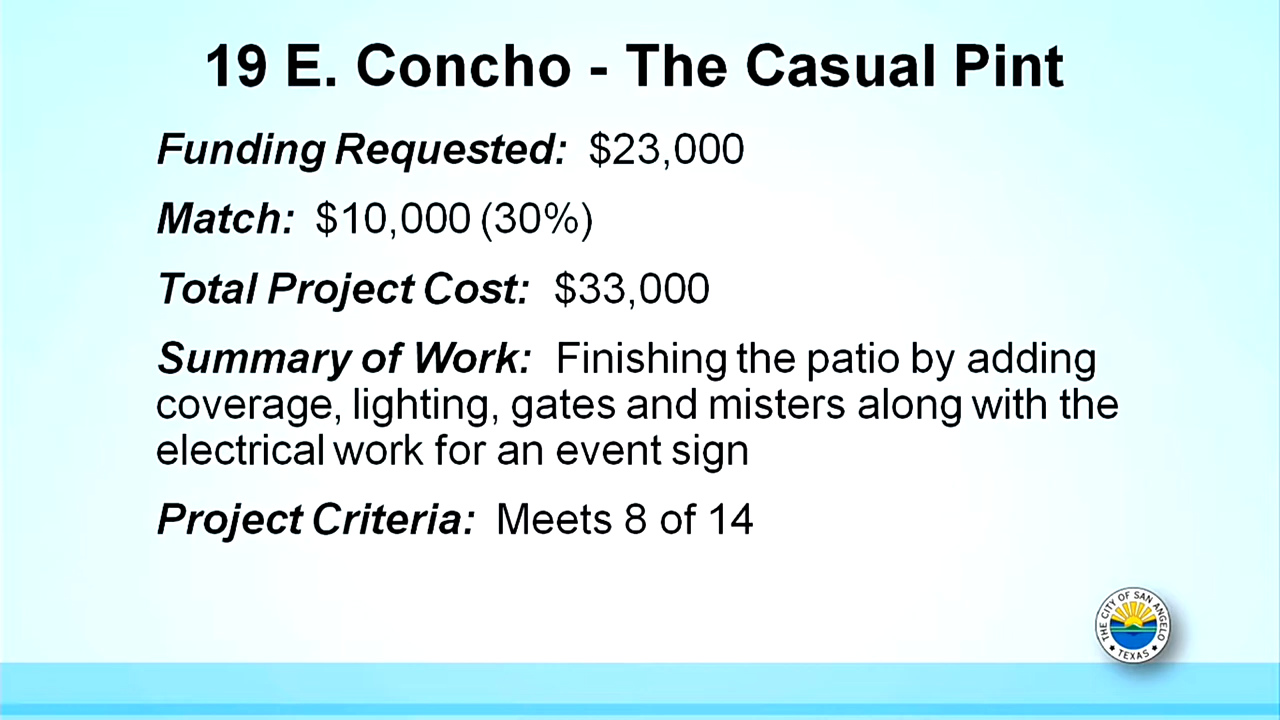 19 E. Concho - The Casual Pint
Funding Requested: $23,000
Match: $10,000 (30%)
Total Project Cost: $33,000
Summary of Work: Finishing the patio by adding
coverage, lighting, gates and misters along with the
electrical work for an event sign
Project Criteria: Meets 8 of 14
THE CITY OF SAN ANGELO
TEXAS